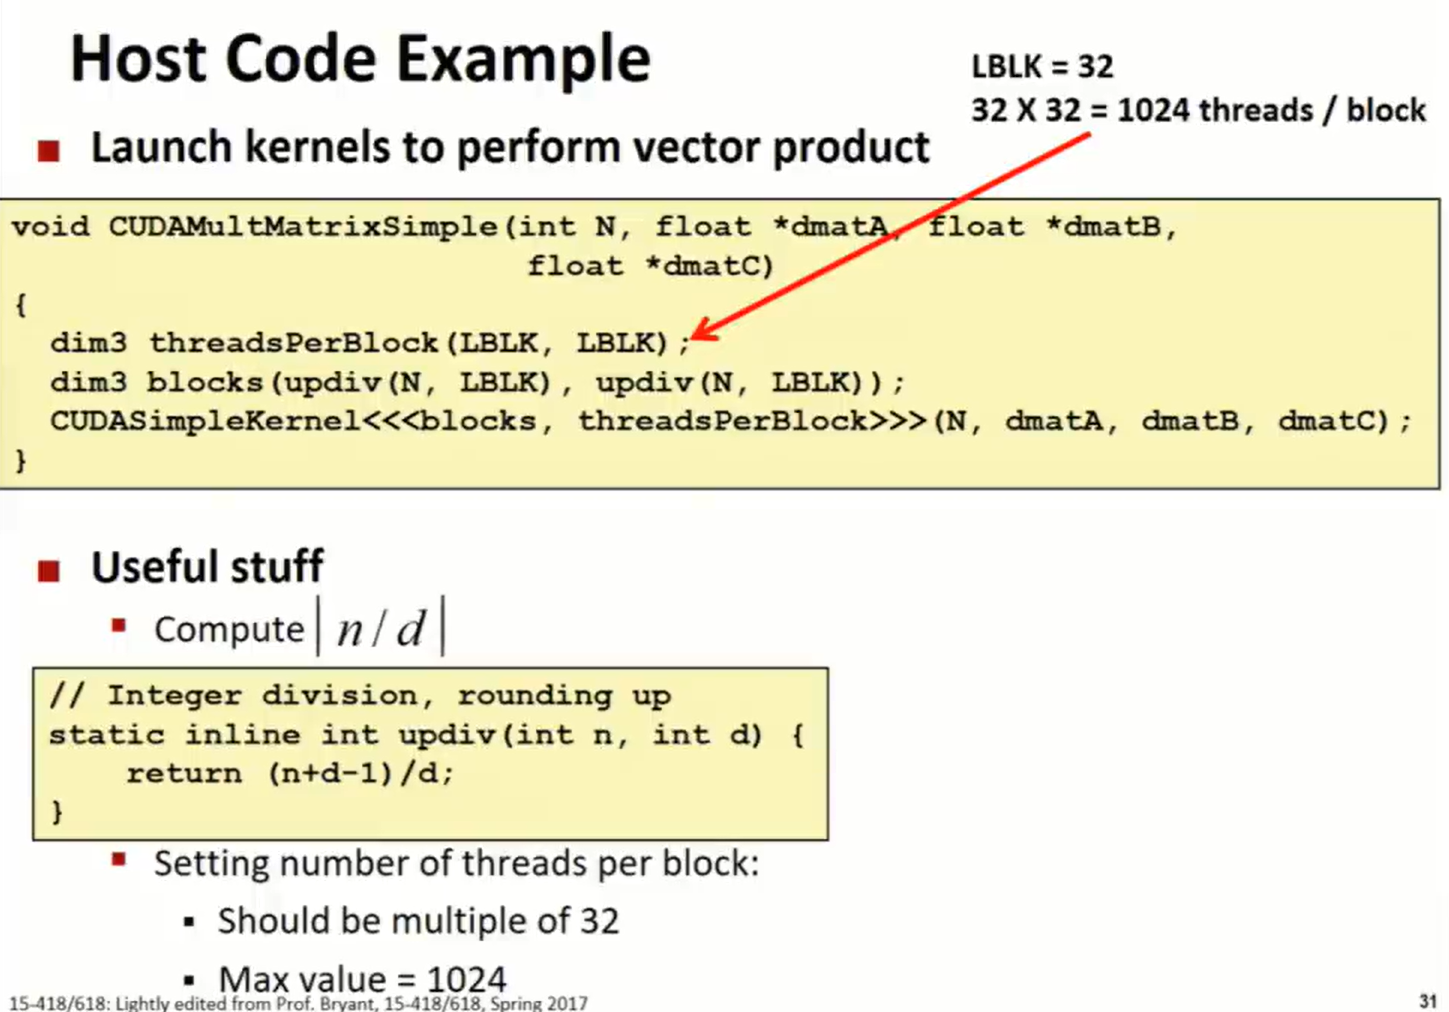 Host Code Example
LBLK = 32
32 X 32 = 1024 threads / block
Launch kernels to perform vector product
void CUDAMultMatrixSimple(int N, float *dmatA, float *dmatB,
float *dmatC)
{
dim3 threadsPerBlock(LBLK, LBLK);
dim3 blocks(updiv(N, LBLK), updiv(N, LBLK));
CUDASimpleKernel<<<blocks, threadsPerBlock>>>(N, dmatA, dmatB, dmatC);
}
Useful stuff
Compute | n / d |
// Integer division, rounding up
static inline int updiv(int n, int d) {
return (n+d-1)/d;
}
Setting number of threads per block:
Should be multiple of 32
Max value = 1024
15-418/618: Lightly edited from Prof. Bryant, 15-418/618, Spring 2017
31